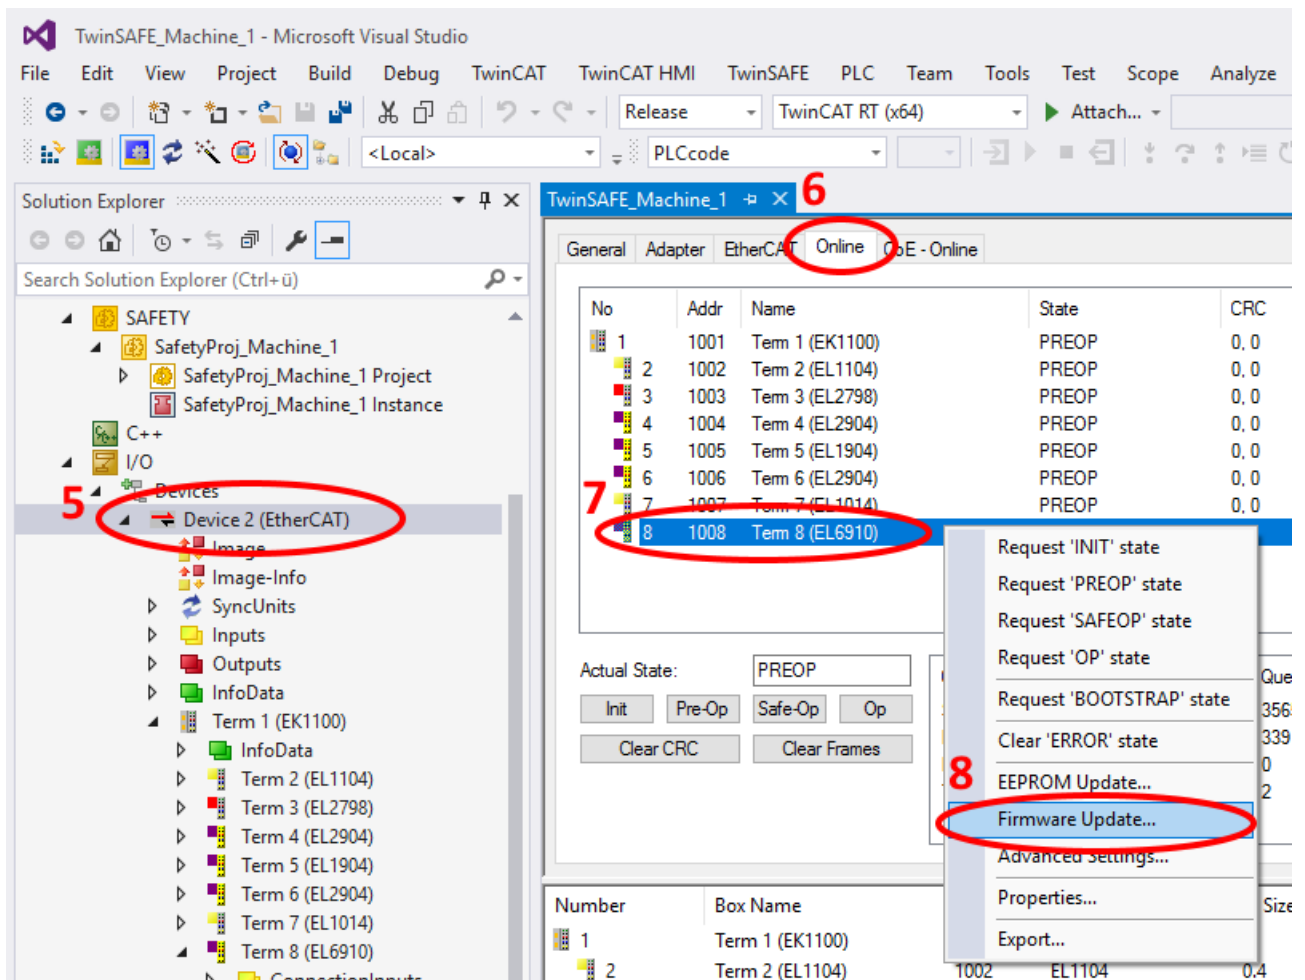 TwinSAFE_Machine_1 - Microsoft Visual Studio
File Edit View Project Build Debug TwinCAT TwinCAT HMI TwinSAFE PLC Team Tools Test Scope Analyze
Release TwinCAT RT (x64) Attach...
<Local> PLCcode
Solution Explorer
Search Solution Explorer (Ctrl+ü)
SAFETY
SafetyProj_Machine_1
SafetyProj_Machine_1 Project
SafetyProj_Machine_1 Instance
C++
I/O
Devices
5
Device 2 (EtherCAT)
Image
Image-Info
SyncUnits
Inputs
Outputs
InfoData
Term 1 (EK1100)
InfoData
Term 2 (EL1104)
Term 3 (EL2798)
Term 4 (EL2904)
Term 5 (EL1904)
Term 6 (EL2904)
Term 7 (EL1014)
Term 8 (EL6910)
ConnectionInputs
TwinSAFE_Machine_1
6
General Adapter EtherCAT Online CoE - Online
No Addr Name State CRC
1 1001 Term 1 (EK1100) PREOP 0, 0
2 1002 Term 2 (EL1104) PREOP 0, 0
3 1003 Term 3 (EL2798) PREOP 0, 0
4 1004 Term 4 (EL2904) PREOP 0, 0
5 1005 Term 5 (EL1904) PREOP 0, 0
6 1006 Term 6 (EL2904) PREOP 0, 0
7 1007 Term 7 (EL1014) PREOP 0, 0
7
8 1008 Term 8 (EL6910)
Request 'INIT' state
Request 'PREOP' state
Request 'SAFEOP' state
Request 'OP' state
Request 'BOOTSTRAP' state
Clear 'ERROR' state
8
EEPROM Update...
Firmware Update...
Advanced Settings...
Properties...
Export...
Actual State: PREOP
Init Pre-Op Safe-Op Op
Clear CRC Clear Frames
Que
356
339
0
2
Number Box Name Size
1 Term 1 (EK1100)
2 Term 2 (EL1104) 1002 EL1104 0.4